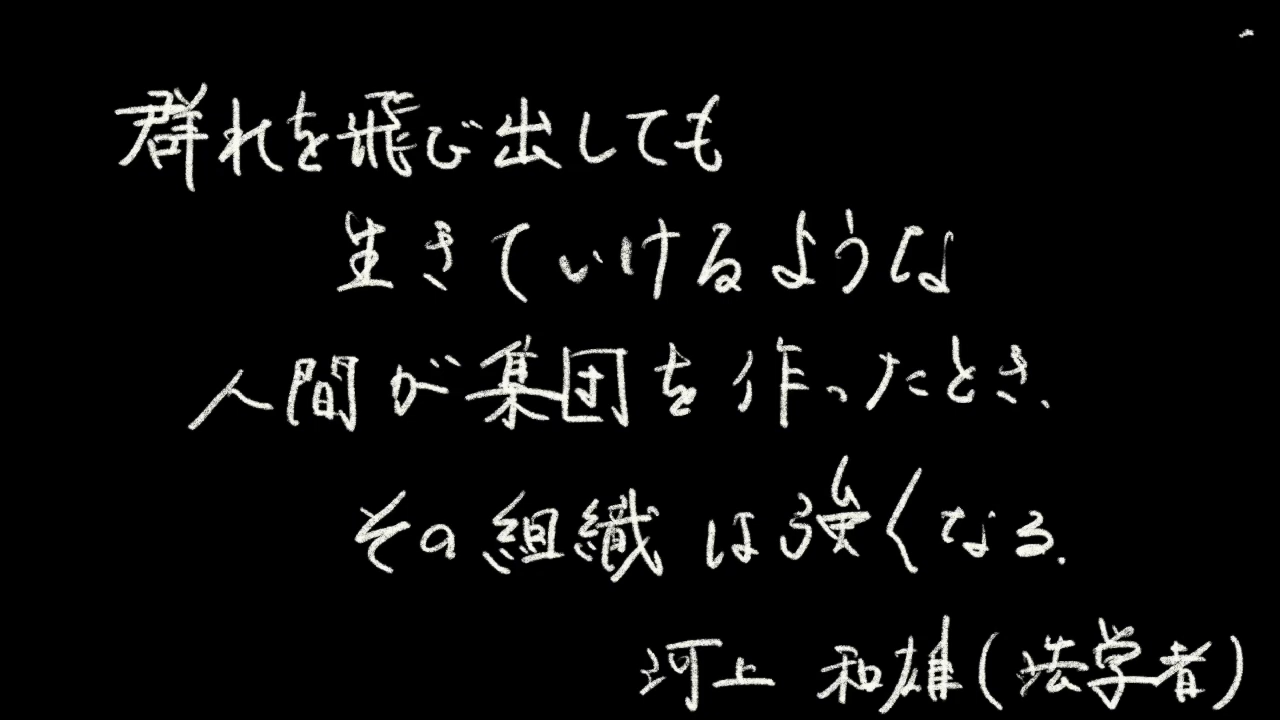 群れを飛び出しても
生きていけるような
人間が集団を作ったとき、
その組織は強くなる.
河上 和雄(法学者)